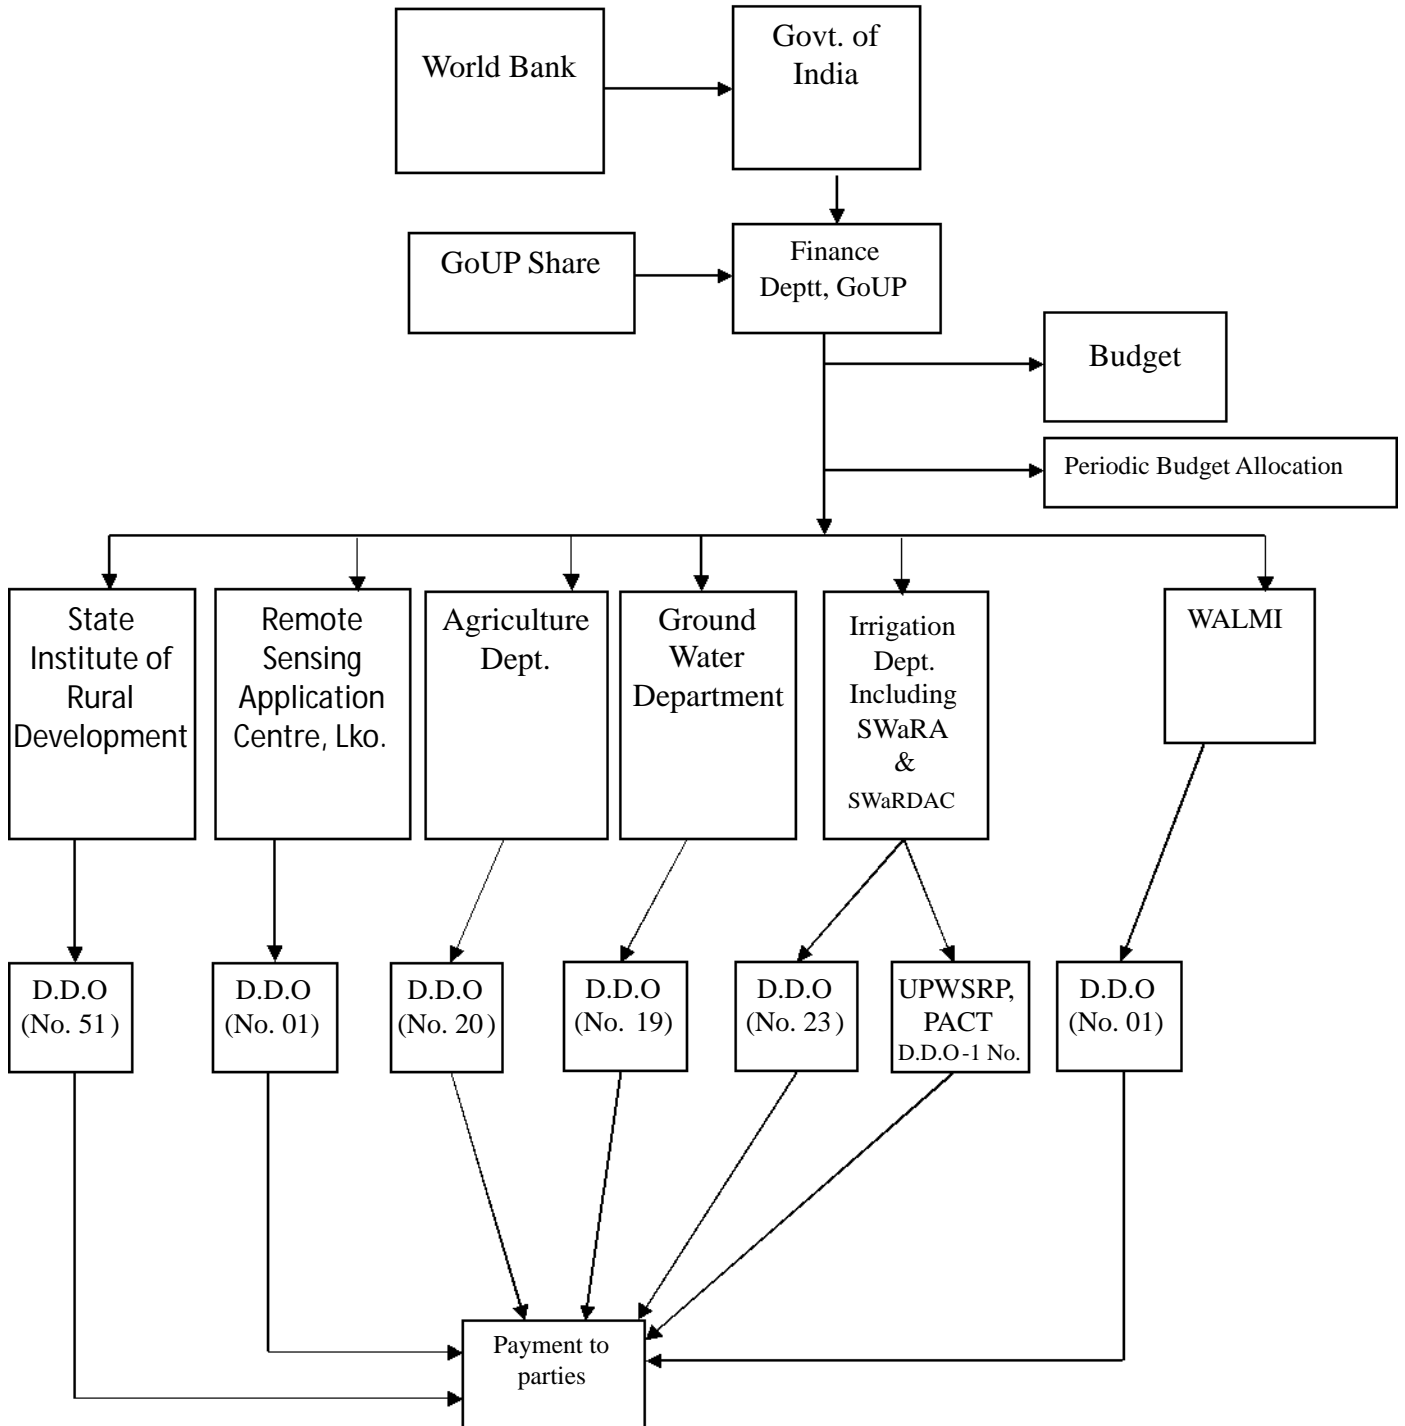 World Bank
Govt. of
India
GoUP Share
Finance
Deptt, GoUP
Budget
Periodic Budget Allocation
State
Institute of
Rural
Development
Remote
Sensing
Application
Centre, Lko.
Agriculture
Dept.
Ground
Water
Department
Irrigation
Dept.
Including
SWaRA
&
SWaRDAC
WALMI
D.D.O
(No. 51)
D.D.O
(No. 01)
D.D.O
(No. 20)
D.D.O
(No. 19)
D.D.O
(No. 23)
UPWSRP,
PACT
D.D.O-1 No.
D.D.O
(No. 01)
Payment to
parties